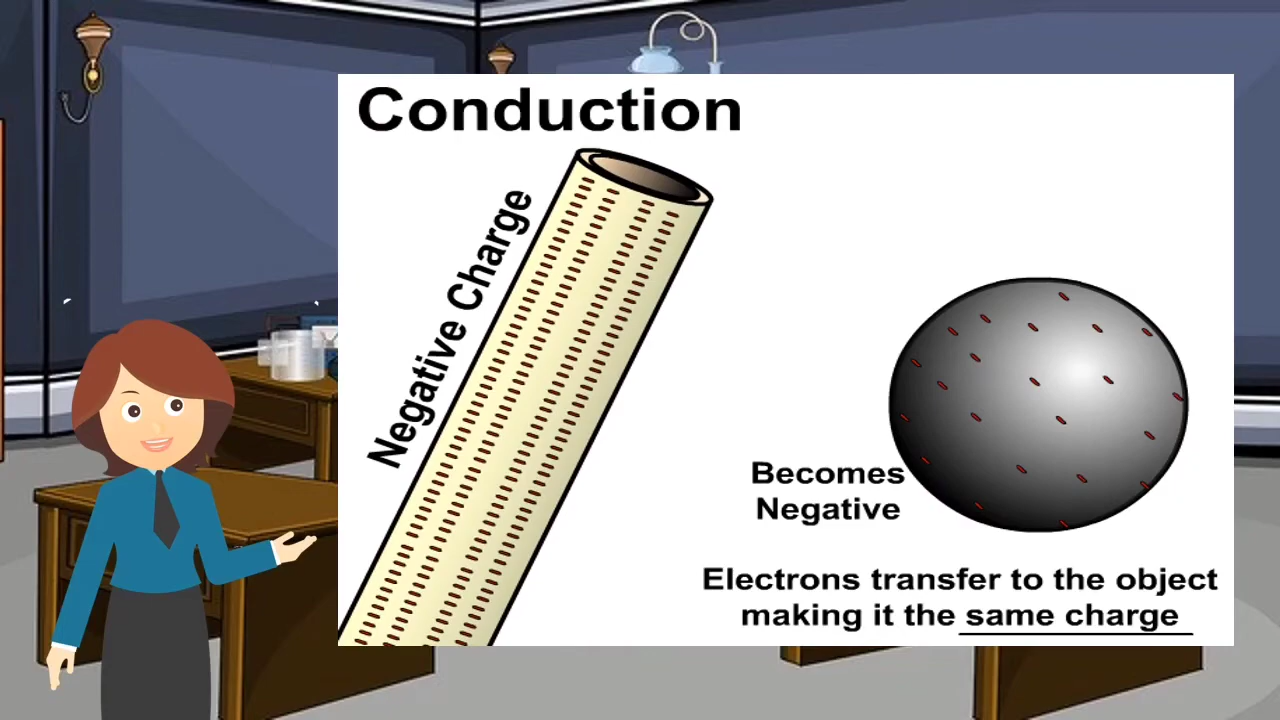 Conduction
Negative Charge
Becomes
Negative
Electrons transfer to the object
making it the same charge